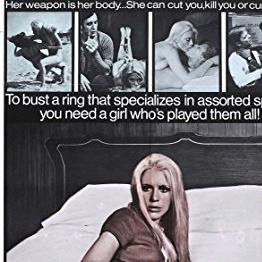 Her weapon is her body...She can cut you,kill you or cu
To bust a ring that specializes in assorted s
you need a girl who's played them all!